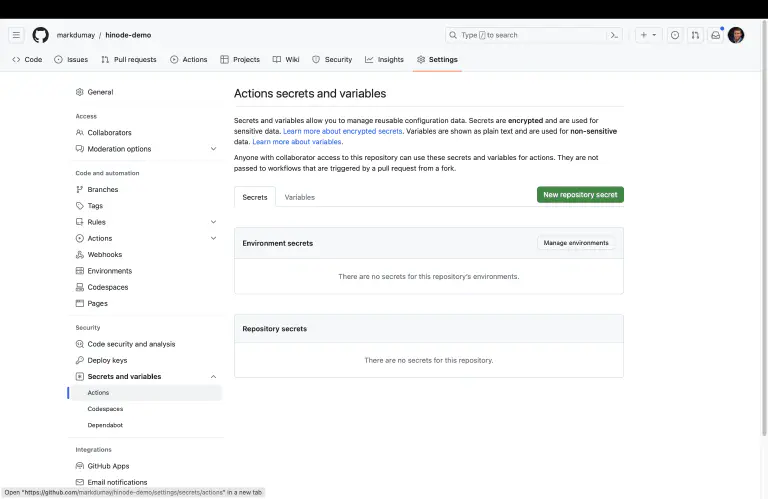 markdumay / hinode-demo
Type / to search
Code Issues Pull requests Actions Projects Wiki Security Insights Settings
General
Access
Collaborators
Moderation options
Code and automation
Branches
Tags
Rules
Actions
Webhooks
Environments
Codespaces
Pages
Security
Code security and analysis
Deploy keys
Secrets and variables
Actions
Codespaces
Dependabot
Integrations
GitHub Apps
Email notifications
Actions secrets and variables
Secrets and variables allow you to manage reusable configuration data. Secrets are encrypted and are used for
sensitive data. Learn more about encrypted secrets. Variables are shown as plain text and are used for non-sensitive
data. Learn more about variables.
Anyone with collaborator access to this repository can use these secrets and variables for actions. They are not
passed to workflows that are triggered by a pull request from a fork.
Secrets Variables New repository secret
Environment secrets Manage environments
There are no secrets for this repository's environments.
Repository secrets
There are no secrets for this repository.
Open "https://github.com/markdumay/hinode-demo/settings/secrets/actions" in a new tab